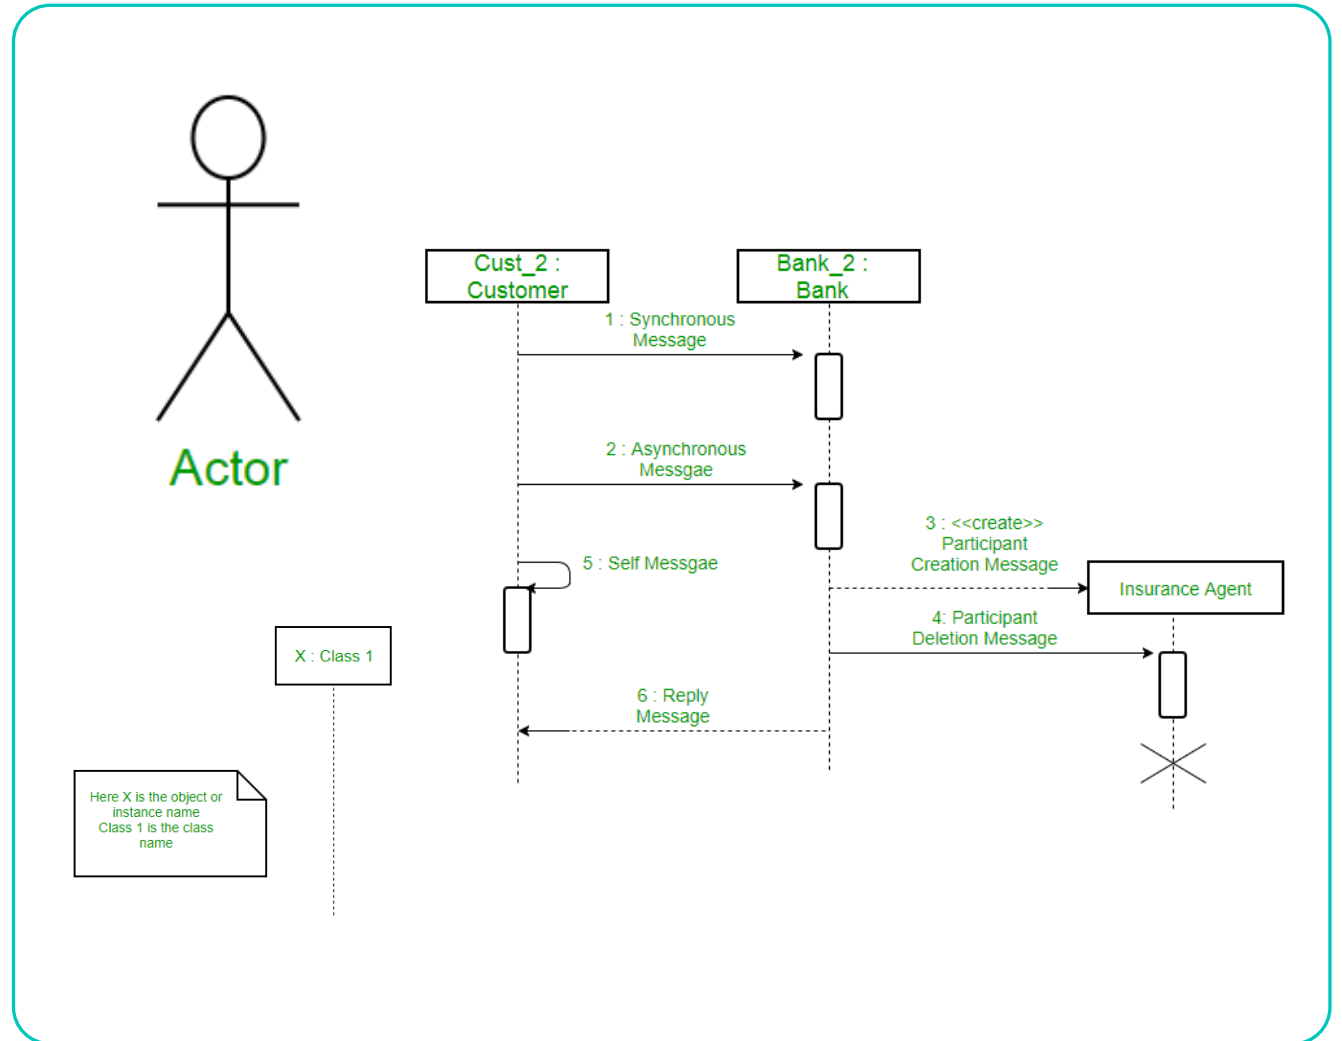 Actor
Cust_2 :
Customer
Bank_2 :
Bank
1 : Synchronous
Message
2 : Asynchronous
Messgae
3 : <<create>>
Participant
Creation Message
Insurance Agent
5 : Self Messgae
4: Participant
Deletion Message
X : Class 1
6 : Reply
Message
Here X is the object or
instance name
Class 1 is the class
name